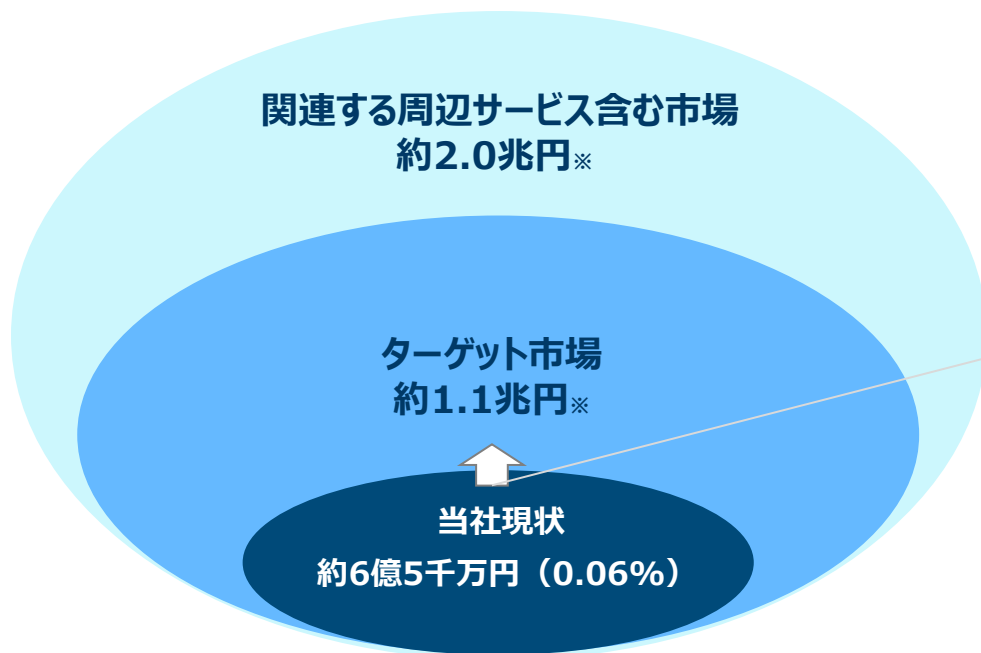 関連する周辺サービス含む市場
約2.0兆円※
ターゲット市場
約1.1兆円※
当社現状
約6億5千万円（0.06%）